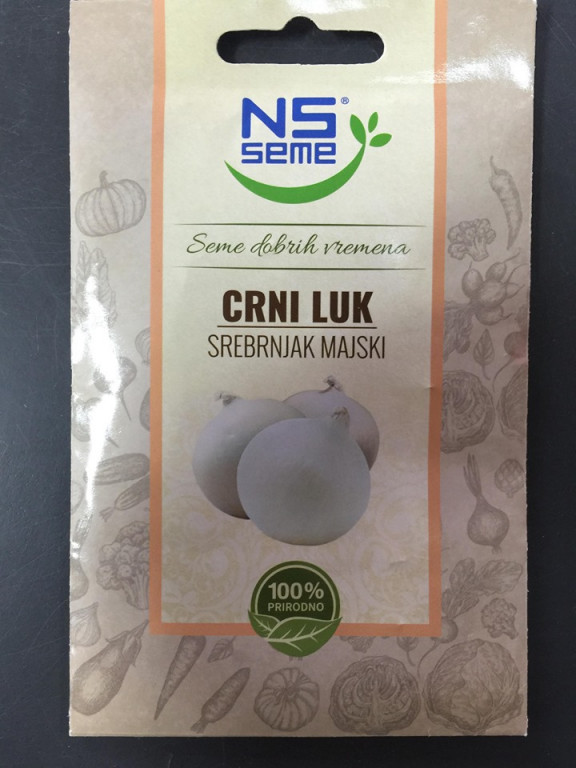 NS®
seme
Seme dobrih vremena
CRNI LUK
SREBRNJAK MAJSKI
100%
PRIRODNO